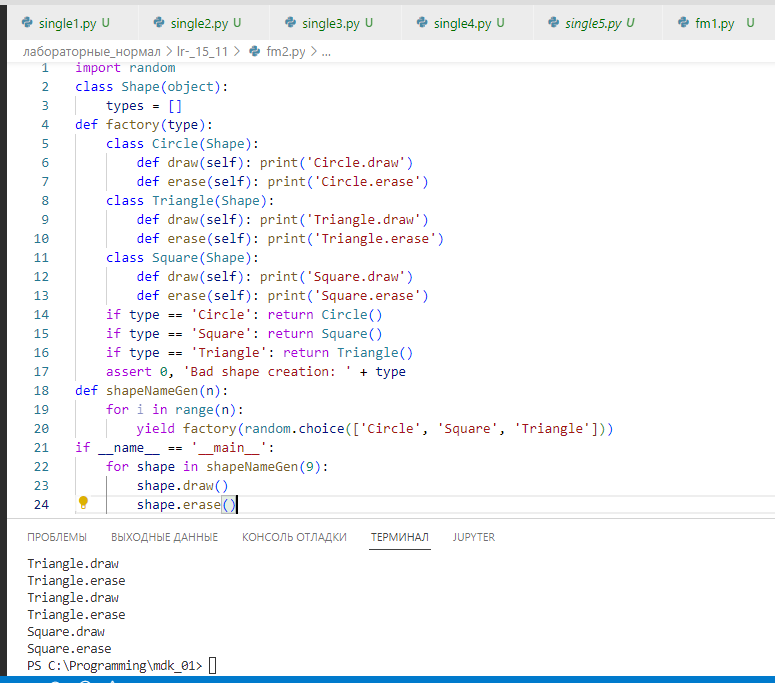 single1.py U single2.py U single3.py U single4.py U single5.py U fm1.py U
лабораторные_нормал > lr-_15_11 > fm2.py > ...
1 import random
2 class Shape(object):
3     types = []
4 def factory(type):
5     class Circle(Shape):
6         def draw(self): print('Circle.draw')
7         def erase(self): print('Circle.erase')
8     class Triangle(Shape):
9         def draw(self): print('Triangle.draw')
10         def erase(self): print('Triangle.erase')
11     class Square(Shape):
12         def draw(self): print('Square.draw')
13         def erase(self): print('Square.erase')
14     if type == 'Circle': return Circle()
15     if type == 'Square': return Square()
16     if type == 'Triangle': return Triangle()
17     assert 0, 'Bad shape creation: ' + type
18 def shapeNameGen(n):
19     for i in range(n):
20         yield factory(random.choice(['Circle', 'Square', 'Triangle']))
21 if __name__ == '__main__':
22     for shape in shapeNameGen(9):
23         shape.draw()
24         shape.erase()
ПРОБЛЕМЫ ВЫХОДНЫЕ ДАННЫЕ КОНСОЛЬ ОТЛАДКИ ТЕРМИНАЛ JUPYTER
Triangle.draw
Triangle.erase
Triangle.draw
Triangle.erase
Square.draw
Square.erase
PS C:\Programming\mdk_01>